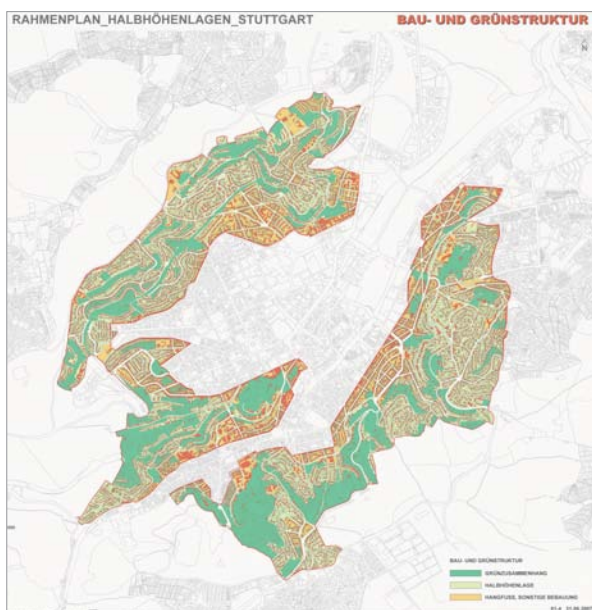 RAHMENPLAN_HALBHÖHENLAGEN_STUTTGART
BAU- UND GRÜNSTRUKTUR
N
BAU- UND GRÜNSTRUKTUR
GRÜNZUSAMMENHANG
HALBHÖHENLAGE
HANGFUSS, SONSTIGE BEBAUUNG